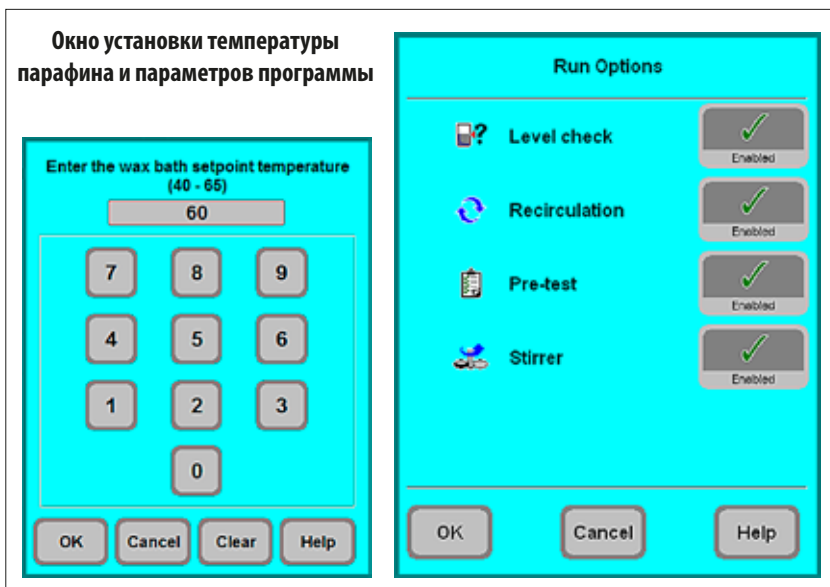 Окно установки температуры
парафина и параметров программы
Enter the wax bath setpoint temperature
(40 - 65)
60
7 8 9
4 5 6
1 2 3
0
OK Cancel Clear Help
Run Options
Level check Enabled
Recirculation Enabled
Pre-test Enabled
Stirrer Enabled
OK Cancel Help